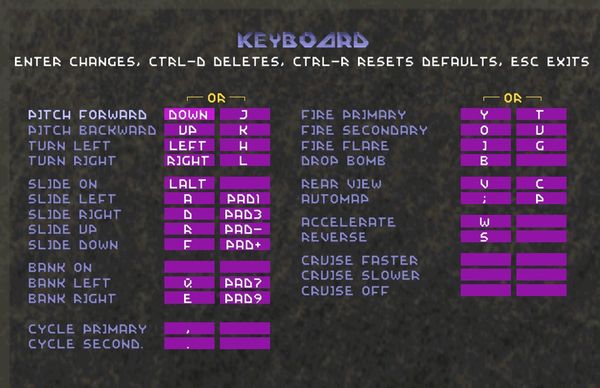 KEYBOARD
ENTER CHANGES, CTRL-D DELETES, CTRL-R RESETS DEFAULTS, ESC EXITS
OR
PITCH FORWARD DOWN J
PITCH BACKWARD UP K
TURN LEFT LEFT H
TURN RIGHT RIGHT L
SLIDE ON LALT
SLIDE LEFT A PAD1
SLIDE RIGHT D PAD3
SLIDE UP R PAD-
SLIDE DOWN F PAD+
BANK ON
BANK LEFT Q PAD7
BANK RIGHT E PAD9
CYCLE PRIMARY ,
CYCLE SECOND. .
OR
FIRE PRIMARY Y T
FIRE SECONDARY O U
FIRE FLARE I G
DROP BOMB B
REAR VIEW V C
AUTOMAP ; P
ACCELERATE W
REVERSE S
CRUISE FASTER
CRUISE SLOWER
CRUISE OFF